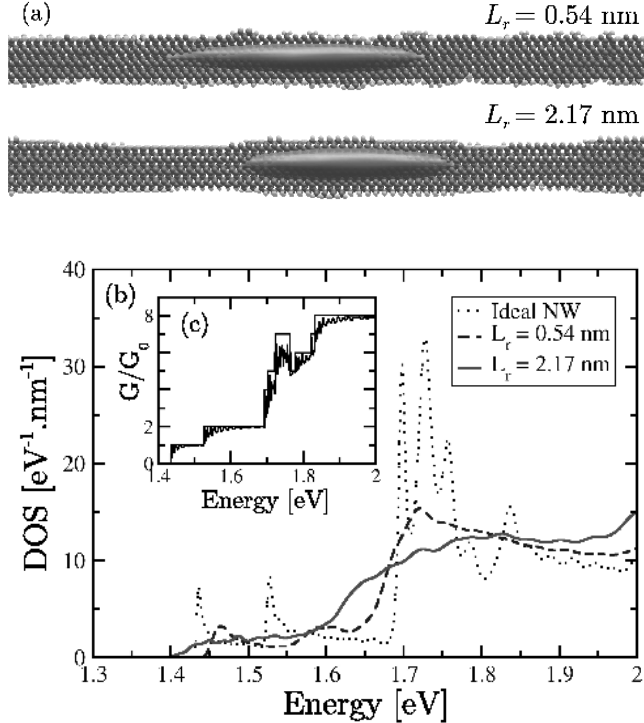 (a)
L_r = 0.54 nm
L_r = 2.17 nm
(b)
(c)
Ideal NW
L_r = 0.54 nm
L_r = 2.17 nm
G/G_0
8
6
4
2
0
1.4 1.6 1.8 2
Energy [eV]
DOS [eV⁻¹.nm⁻¹]
40
30
20
10
0
1.3 1.4 1.5 1.6 1.7 1.8 1.9 2
Energy [eV]